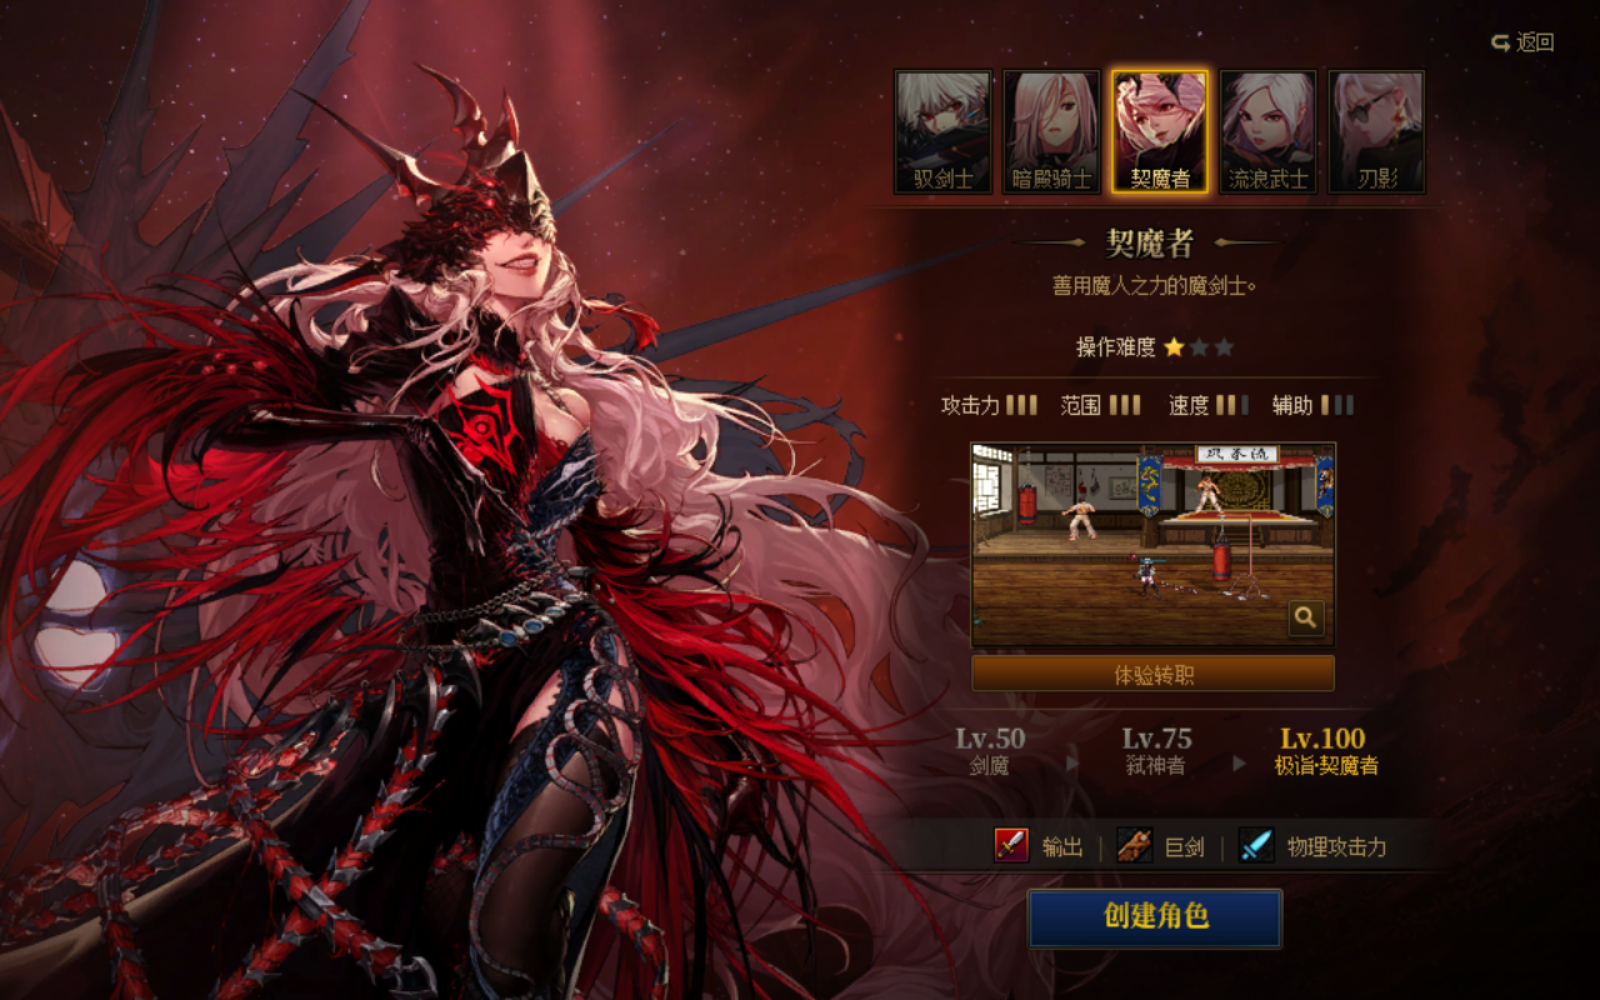 返回
驭剑士
暗殿骑士
契魔者
流浪武士
刃影
契魔者
善用魔人之力的魔剑士。
操作难度
攻击力 范围 速度 辅助
体验转职
Lv.50 Lv.75 Lv.100
剑魔 弑神者 极诣·契魔者
输出 | 巨剑 | 物理攻击力
创建角色